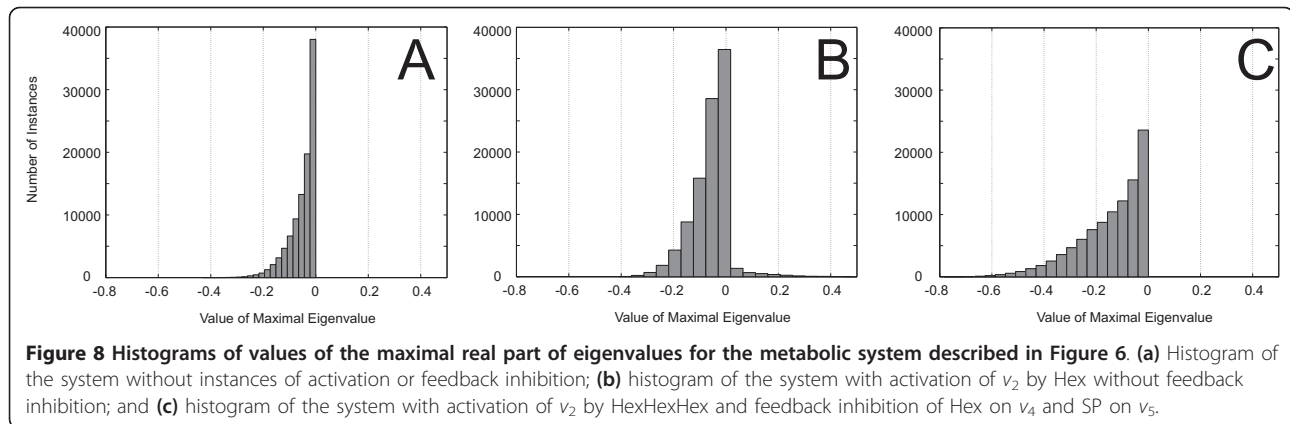 A
B
C
40000
30000
20000
10000
0
-0.8 -0.6 -0.4 -0.2 0 0.2 0.4
Number of Instances
Value of Maximal Eigenvalue
40000
30000
20000
10000
0
-0.8 -0.6 -0.4 -0.2 0 0.2 0.4
Value of Maximal Eigenvalue
40000
30000
20000
10000
0
-0.8 -0.6 -0.4 -0.2 0 0.2 0.4
Value of Maximal Eigenvalue
Figure 8 Histograms of values of the maximal real part of eigenvalues for the metabolic system described in Figure 6. (a) Histogram of
the system without instances of activation or feedback inhibition; (b) histogram of the system with activation of v2 by Hex without feedback
inhibition; and (c) histogram of the system with activation of v2 by HexHexHex and feedback inhibition of Hex on v4 and SP on v5.